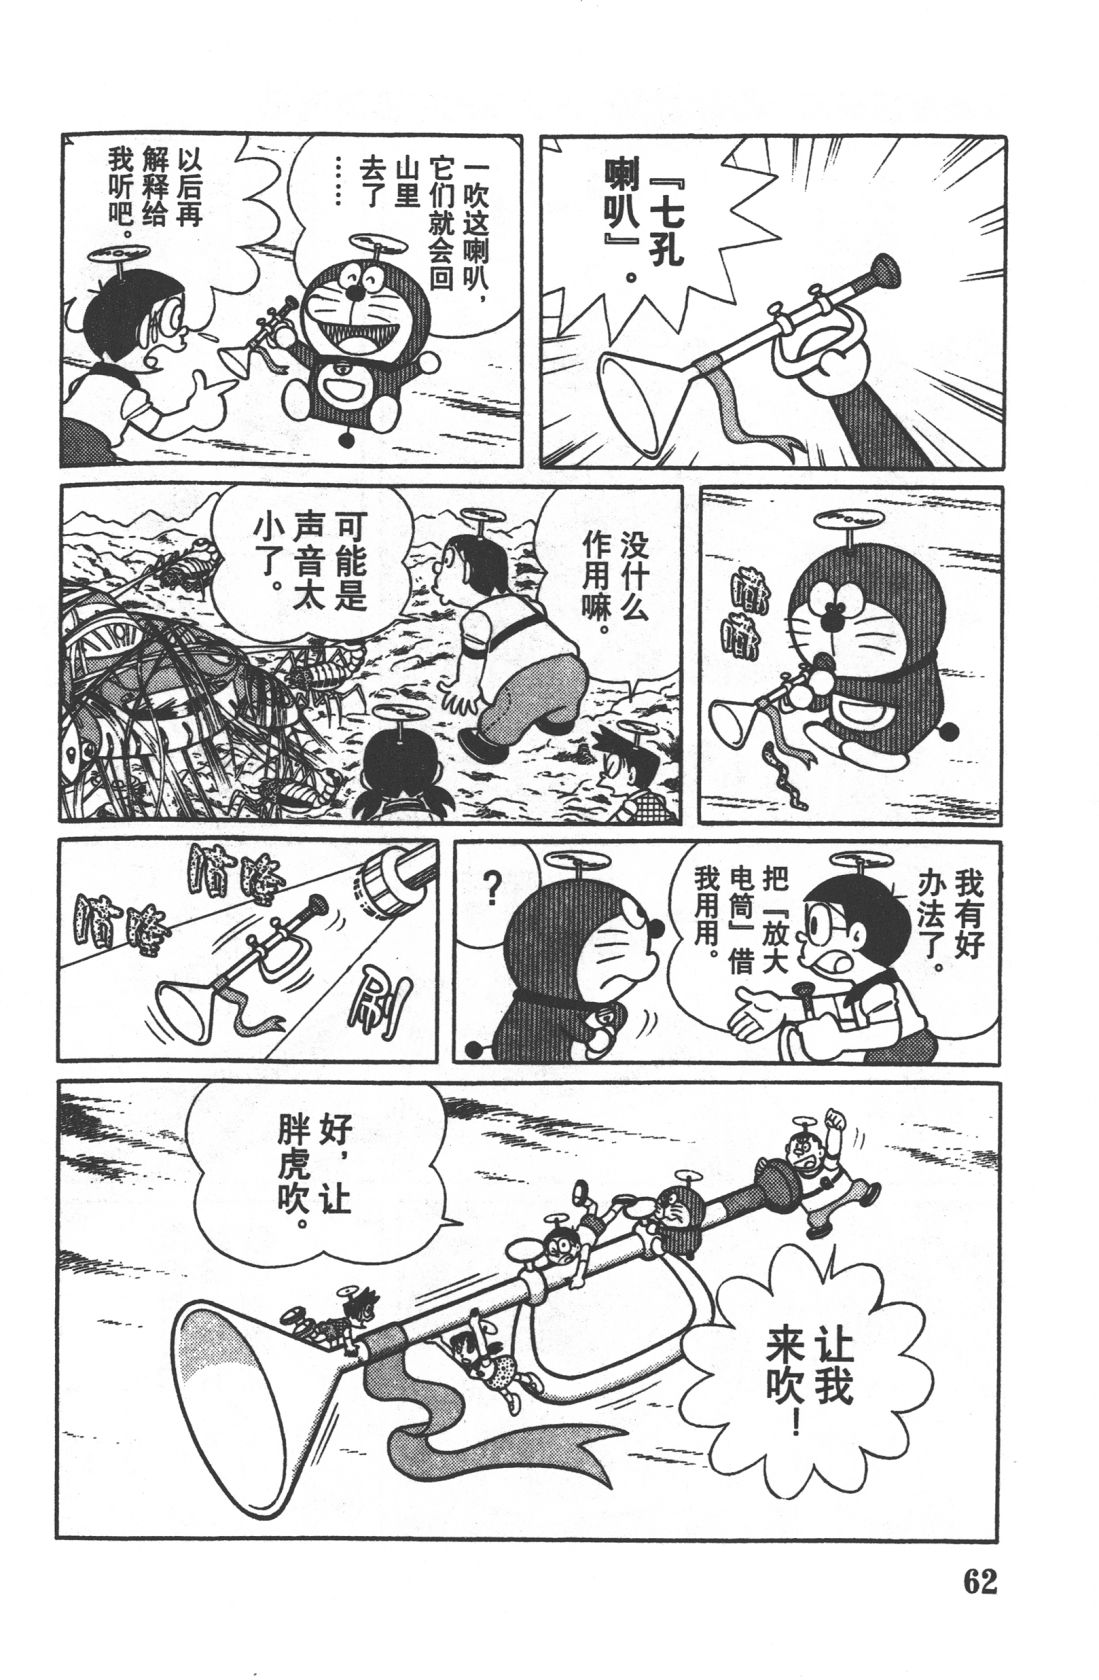 『七孔
喇叭』。
一吹这喇叭，
它们就会回
山里
去了
……
以后再
解释给
我听吧。
嘀
嘀
没什么
作用嘛。
可能是
声音太
小了。
我有好
办法了。
把『放大
电筒』借
我用用。
？
刷
让我
来吹！
好，让
胖虎吹。
62